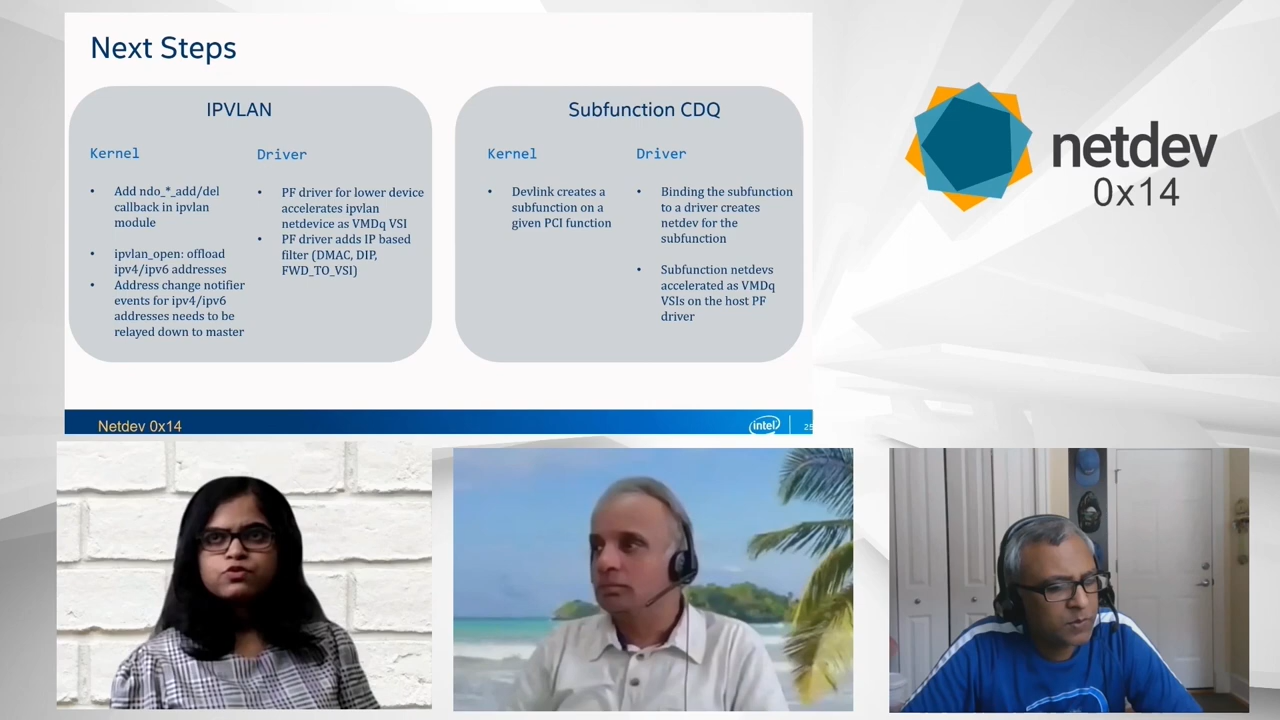 Next Steps
IPVLAN
Kernel
• Add ndo_*_add/del
callback in ipvlan
module
• ipvlan_open: offload
ipv4/ipv6 addresses
• Address change notifier
events for ipv4/ipv6
addresses needs to be
relayed down to master
Driver
• PF driver for lower device
accelerates ipvlan
netdevice as VMDq VSI
• PF driver adds IP based
filter (DMAC, DIP,
FWD_TO_VSI)
Subfunction CDQ
Kernel
• Devlink creates a
subfunction on a
given PCI function
Driver
• Binding the subfunction
to a driver creates
netdev for the
subfunction
• Subfunction netdevs
accelerated as VMDq
VSIs on the host PF
driver
Netdev 0x14
intel
25
netdev
0x14